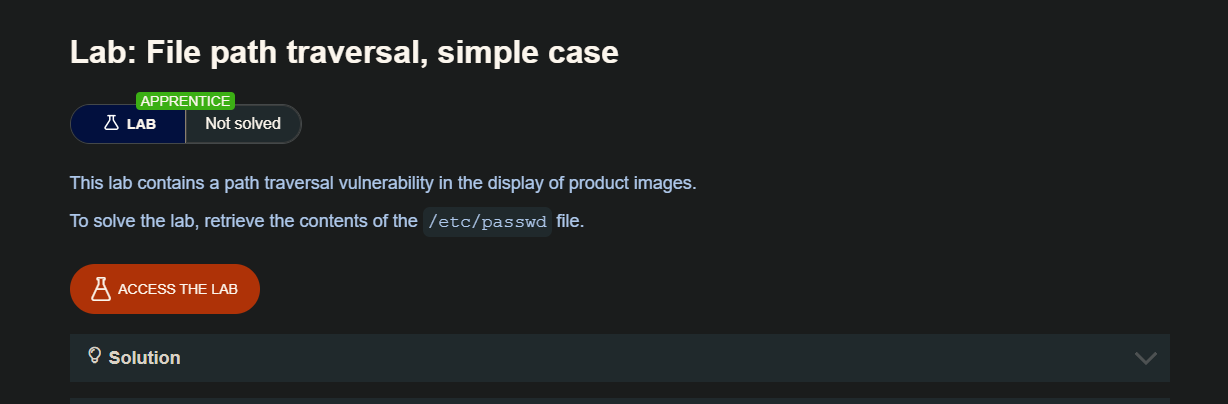 Lab: File path traversal, simple case
APPRENTICE
LAB Not solved
This lab contains a path traversal vulnerability in the display of product images.
To solve the lab, retrieve the contents of the /etc/passwd file.
ACCESS THE LAB
Solution